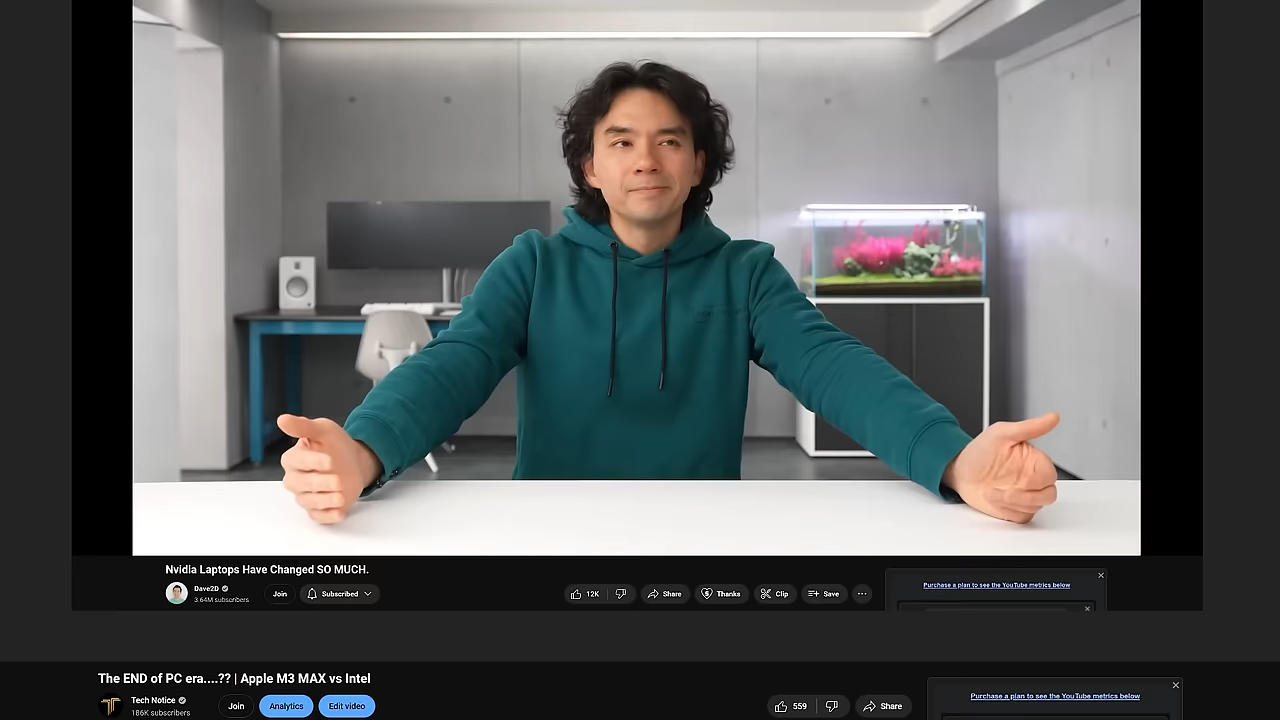 Nvidia Laptops Have Changed SO MUCH.
Dave2D
3.64M subscribers
Join
Subscribed
12K
Share
Thanks
Clip
Save
Purchase a plan to see the YouTube metrics below
The END of PC era....?? | Apple M3 MAX vs Intel
Tech Notice
186K subscribers
Join
Analytics
Edit video
559
Share
Purchase a plan to see the YouTube metrics below